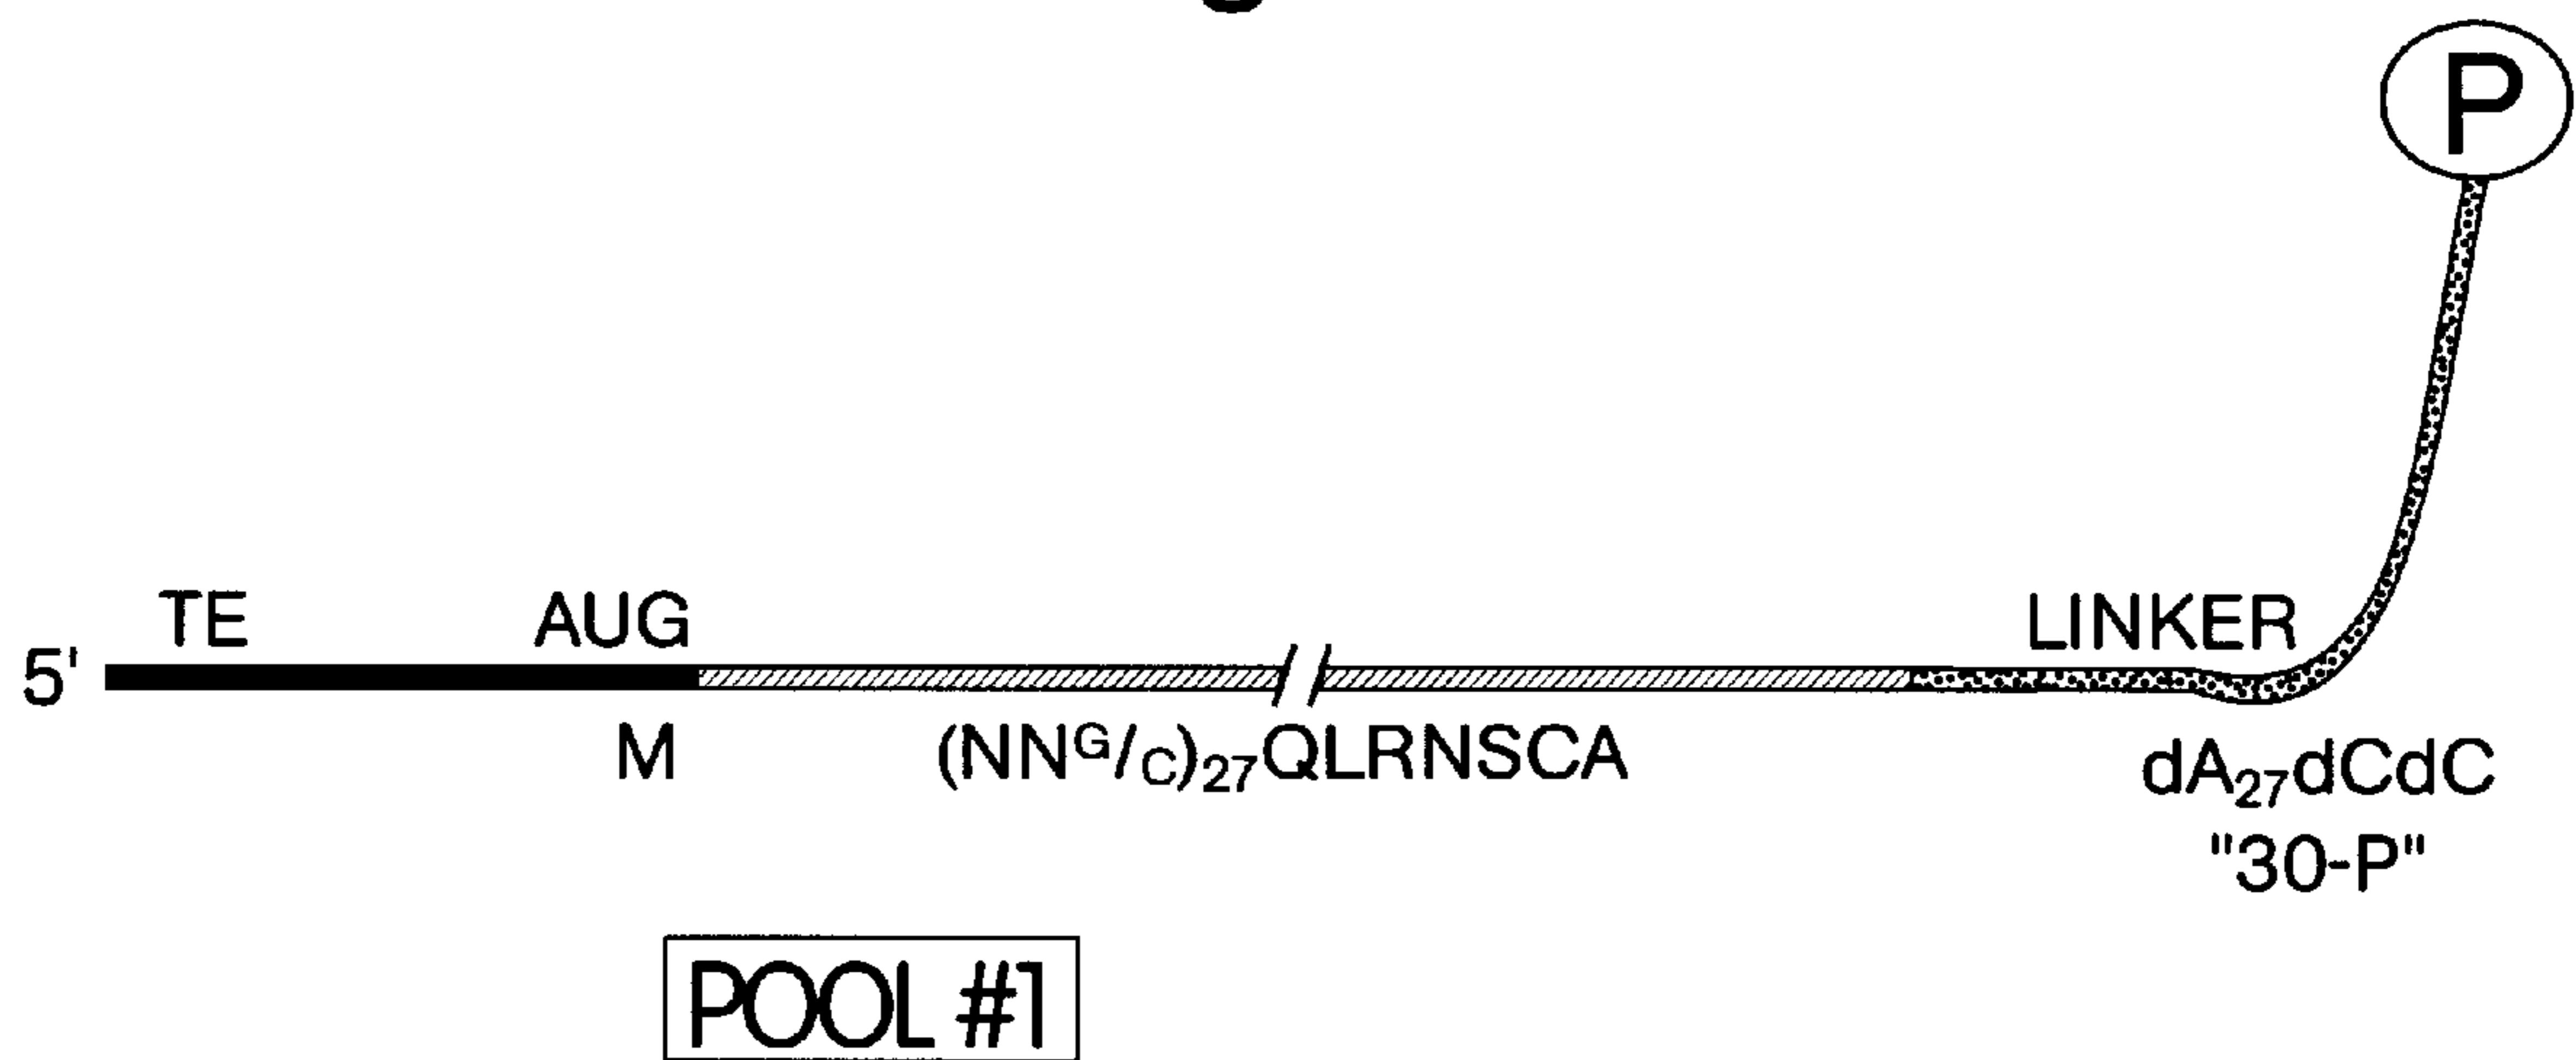 P
TE AUG LINKER
5'
M (NNG/C)27QLRNSCA
dA27dCdC
"30-P"
POOL #1